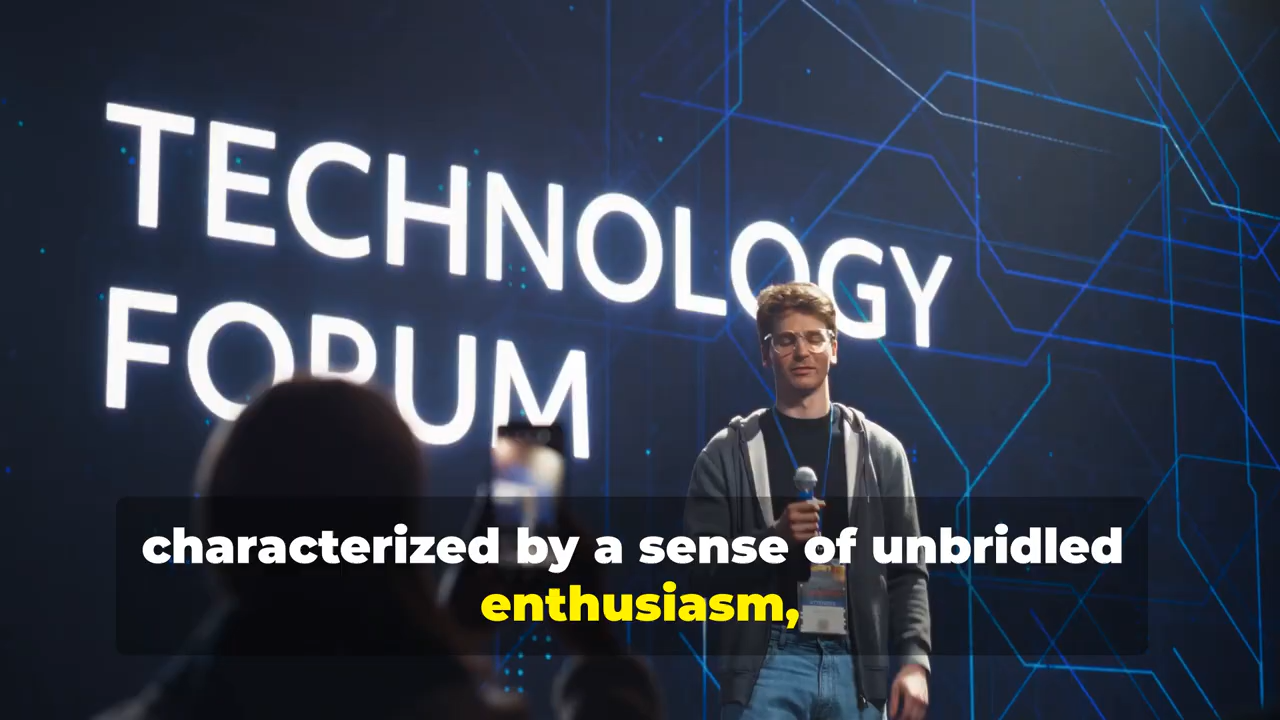 TECHNOLOGY
FORUM
characterized by a sense of unbridled
enthusiasm,